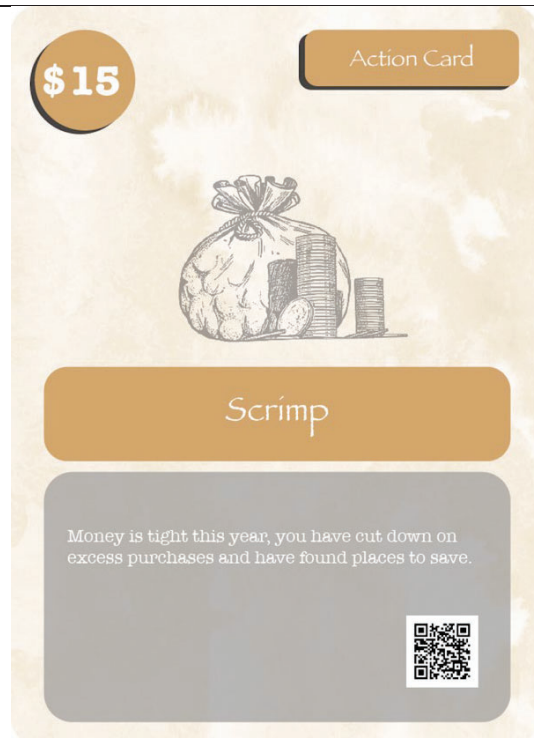 $15
Action Card
Scrimp
Money is tight this year, you have cut down on
excess purchases and have found places to save.